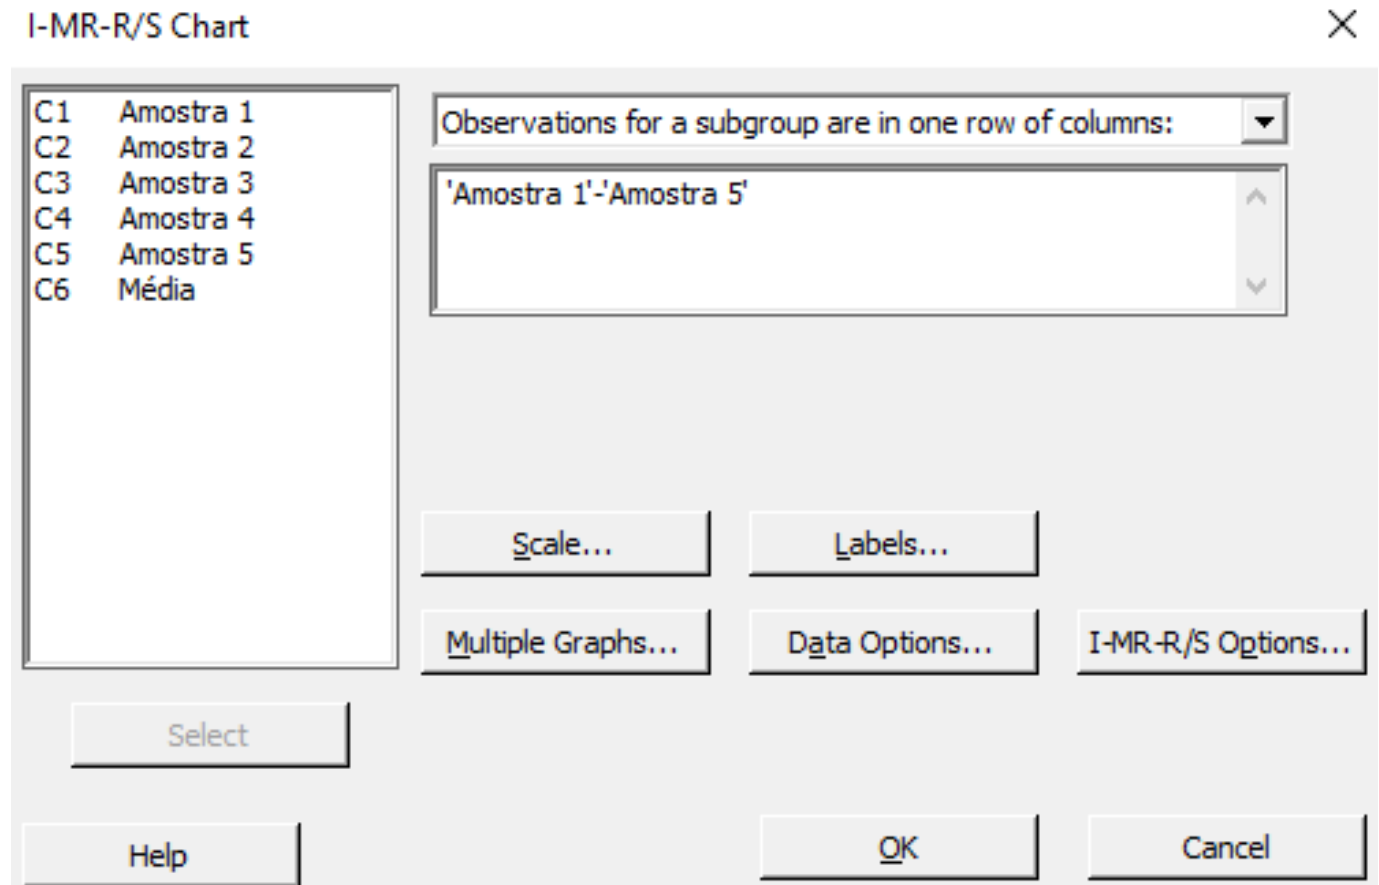 I-MR-R/S Chart
C1 Amostra 1
C2 Amostra 2
C3 Amostra 3
C4 Amostra 4
C5 Amostra 5
C6 Média
Observations for a subgroup are in one row of columns:
'Amostra 1'-'Amostra 5'
Scale...
Labels...
Multiple Graphs...
Data Options...
I-MR-R/S Options...
Select
Help
OK
Cancel